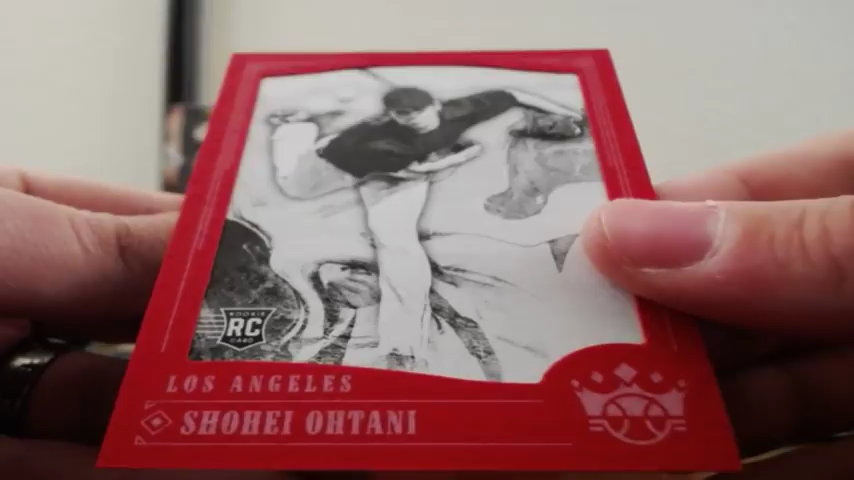 ROOKIE
RC
CARD
LOS ANGELES
SHOHEI OHTANI